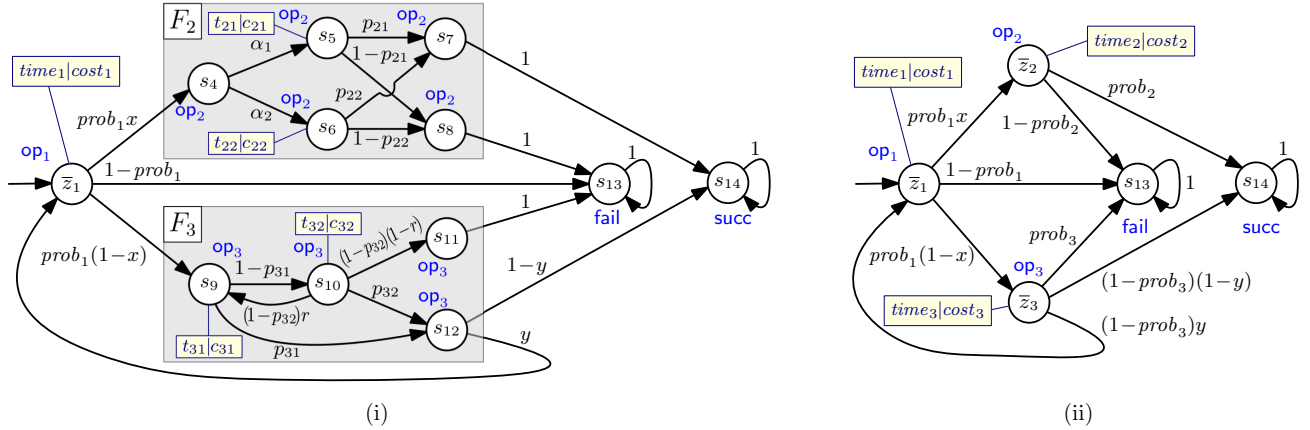 F₂
op₂
t₂₁|c₂₁
s₅
p₂₁
op₂
s₇
α₁
1−p₂₁
1
time₁|cost₁
s₄
op₂
α₂
op₂
p₂₂
op₂
s₆
s₈
t₂₂|c₂₂
1−p₂₂
prob₁x
1
op₁
z̅₁
1−prob₁
s₁₃
1
fail
s₁₄
1
succ
F₃
t₃₂|c₃₂
1
op₃
op₃
(1−p₃₂)(1−r)
s₁₁
op₃
prob₁(1−x)
1−p₃₁
s₉
s₁₀
p₃₂
op₃
1−y
(1−p₃₂)r
s₁₂
t₃₁|c₃₁
p₃₁
y
(i)
op₂
time₂|cost₂
time₁|cost₁
z̅₂
prob₂
prob₁x
1−prob₂
op₁
z̅₁
1−prob₁
s₁₃
1
fail
s₁₄
1
succ
prob₃
prob₁(1−x)
op₃
(1−prob₃)(1−y)
time₃|cost₃
z̅₃
(1−prob₃)y
(ii)